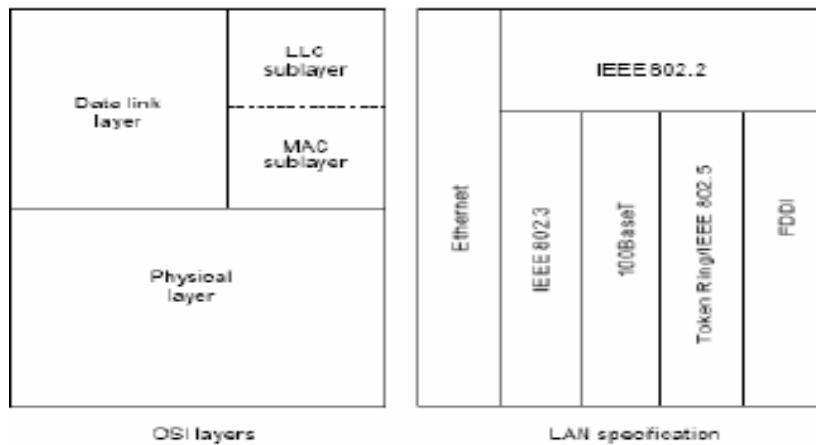 LLC
sublayer
Data link
layer
MAC
sublayer
Physical
layer
OSI layers
IEEE 802.2
Ethernet
IEEE 802.3
100BaseT
Token Ring/IEEE 802.5
FDDI
LAN specification